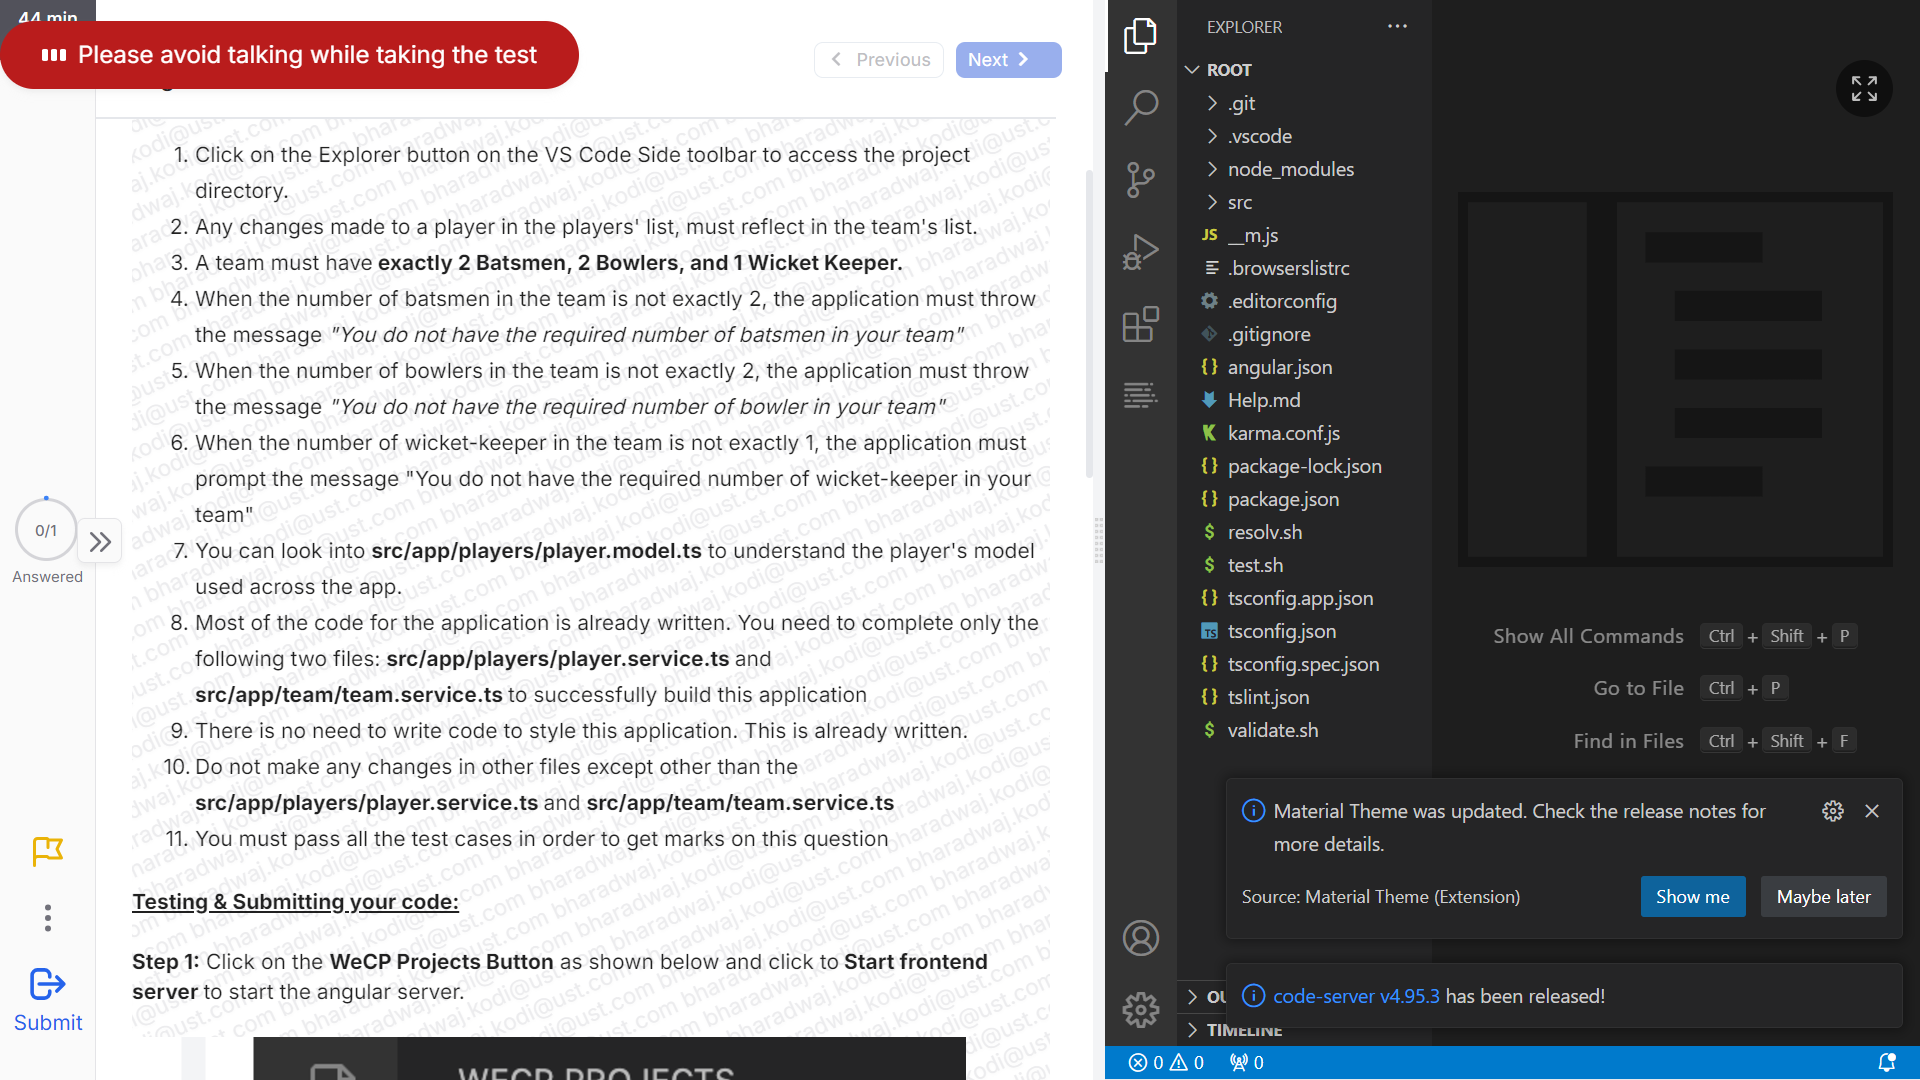 44 min
Please avoid talking while taking the test
Previous
Next
1. Click on the Explorer button on the VS Code Side toolbar to access the project
directory.
2. Any changes made to a player in the players' list, must reflect in the team's list.
3. A team must have exactly 2 Batsmen, 2 Bowlers, and 1 Wicket Keeper.
4. When the number of batsmen in the team is not exactly 2, the application must throw
the message "You do not have the required number of batsmen in your team"
5. When the number of bowlers in the team is not exactly 2, the application must throw
the message "You do not have the required number of bowler in your team"
6. When the number of wicket-keeper in the team is not exactly 1, the application must
prompt the message "You do not have the required number of wicket-keeper in your
team"
7. You can look into src/app/players/player.model.ts to understand the player's model
used across the app.
8. Most of the code for the application is already written. You need to complete only the
following two files: src/app/players/player.service.ts and
src/app/team/team.service.ts to successfully build this application
9. There is no need to write code to style this application. This is already written.
10. Do not make any changes in other files except other than the
src/app/players/player.service.ts and src/app/team/team.service.ts
11. You must pass all the test cases in order to get marks on this question
Testing & Submitting your code:
Step 1: Click on the WeCP Projects Button as shown below and click to Start frontend
server to start the angular server.
WECP PROJECTS
0/1
Answered
Submit
bharadwaj.kodi@ust.com
EXPLORER
ROOT
.git
.vscode
node_modules
src
JS __m.js
.browserslistrc
.editorconfig
.gitignore
{} angular.json
Help.md
karma.conf.js
{} package-lock.json
{} package.json
$ resolv.sh
$ test.sh
{} tsconfig.app.json
TS tsconfig.json
{} tsconfig.spec.json
{} tslint.json
$ validate.sh
OU
TIMELINE
Show All Commands Ctrl + Shift + P
Go to File Ctrl + P
Find in Files Ctrl + Shift + F
Material Theme was updated. Check the release notes for
more details.
Source: Material Theme (Extension)
Show me
Maybe later
code-server v4.95.3 has been released!
0 0 0